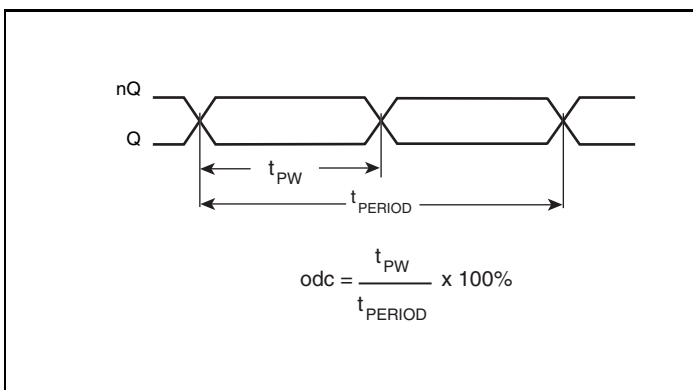 nQ
Q
tPW
tPERIOD
odc = tPW / tPERIOD x 100%